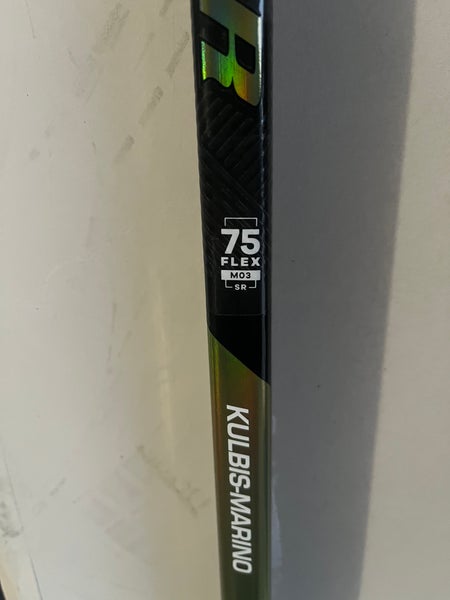 R
75
FLEX
M03
SR
KULBIS-MARINO